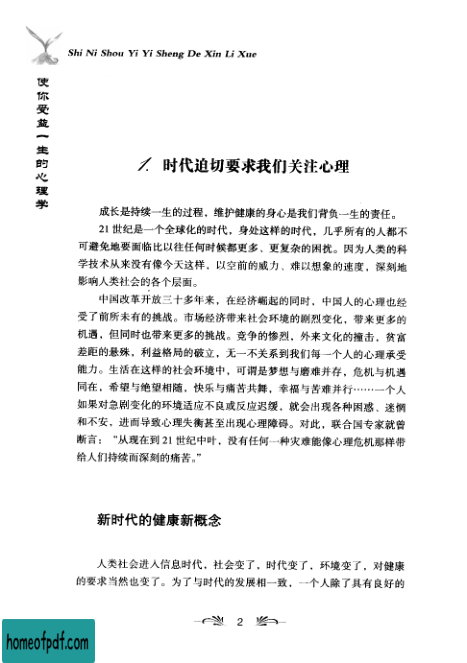 Shi Ni Shou Yi Yi Sheng De Xin Li Xue
使你受益一生的心理学
1. 时代迫切要求我们关注心理
成长是持续一生的过程，维护健康的身心是我们背负一生的责任。
21 世纪是一个全球化的时代，身处这样的时代，几乎所有的人都不
可避免地要面临比以往任何时候都更多、更复杂的困扰。因为人类的科
学技术从来没有像今天这样，以空前的威力、难以想象的速度，深刻地
影响人类社会的各个层面。
中国改革开放三十多年来，在经济崛起的同时，中国人的心理也经
受了前所未有的挑战。市场经济带来社会环境的剧烈变化，带来更多的
机遇，但同时也带来更多的挑战。竞争的惨烈，外来文化的撞击，贫富
差距的悬殊，利益格局的破立，无一不关系到我们每一个人的心理承受
能力。生活在这样的社会环境中，可谓是梦想与磨难并存，危机与机遇
同在，希望与绝望相随，快乐与痛苦共舞，幸福与苦难并行……一个人
如果对急剧变化的环境适应不良或反应迟缓，就会出现各种困惑、迷惘
和不安，进而导致心理失衡甚至出现心理障碍。对此，联合国专家就曾
断言：“从现在到 21 世纪中叶，没有任何一种灾难能像心理危机那样带
给人们持续而深刻的痛苦。”
新时代的健康新概念
人类社会进入信息时代，社会变了，时代变了，环境变了，对健康
的要求当然也变了。为了与时代的发展相一致，一个人除了具有良好的
2
homeofpdf.com